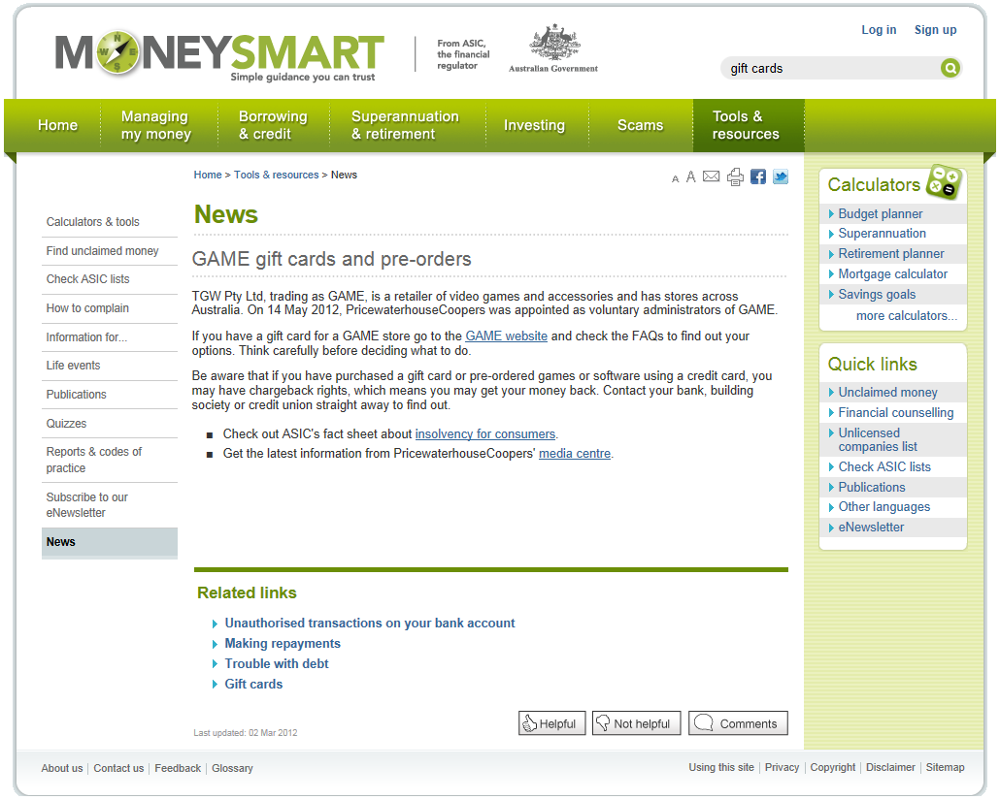 MONEYSMART
Simple guidance you can trust
From ASIC,
the financial
regulator
Australian Government
Log in Sign up
gift cards
Home
Managing
my money
Borrowing
& credit
Superannuation
& retirement
Investing
Scams
Tools &
resources
Home > Tools & resources > News
A A
Calculators & tools
Find unclaimed money
Check ASIC lists
How to complain
Information for...
Life events
Publications
Quizzes
Reports & codes of
practice
Subscribe to our
eNewsletter
News
News
GAME gift cards and pre-orders
TGW Pty Ltd, trading as GAME, is a retailer of video games and accessories and has stores across
Australia. On 14 May 2012, PricewaterhouseCoopers was appointed as voluntary administrators of GAME.
If you have a gift card for a GAME store go to the GAME website and check the FAQs to find out your
options. Think carefully before deciding what to do.
Be aware that if you have purchased a gift card or pre-ordered games or software using a credit card, you
may have chargeback rights, which means you may get your money back. Contact your bank, building
society or credit union straight away to find out.
■ Check out ASIC's fact sheet about insolvency for consumers.
■ Get the latest information from PricewaterhouseCoopers' media centre.
Related links
Unauthorised transactions on your bank account
Making repayments
Trouble with debt
Gift cards
Last updated: 02 Mar 2012
Helpful
Not helpful
Comments
Calculators
Budget planner
Superannuation
Retirement planner
Mortgage calculator
Savings goals
more calculators...
Quick links
Unclaimed money
Financial counselling
Unlicensed
companies list
Check ASIC lists
Publications
Other languages
eNewsletter
About us | Contact us | Feedback | Glossary
Using this site | Privacy | Copyright | Disclaimer | Sitemap